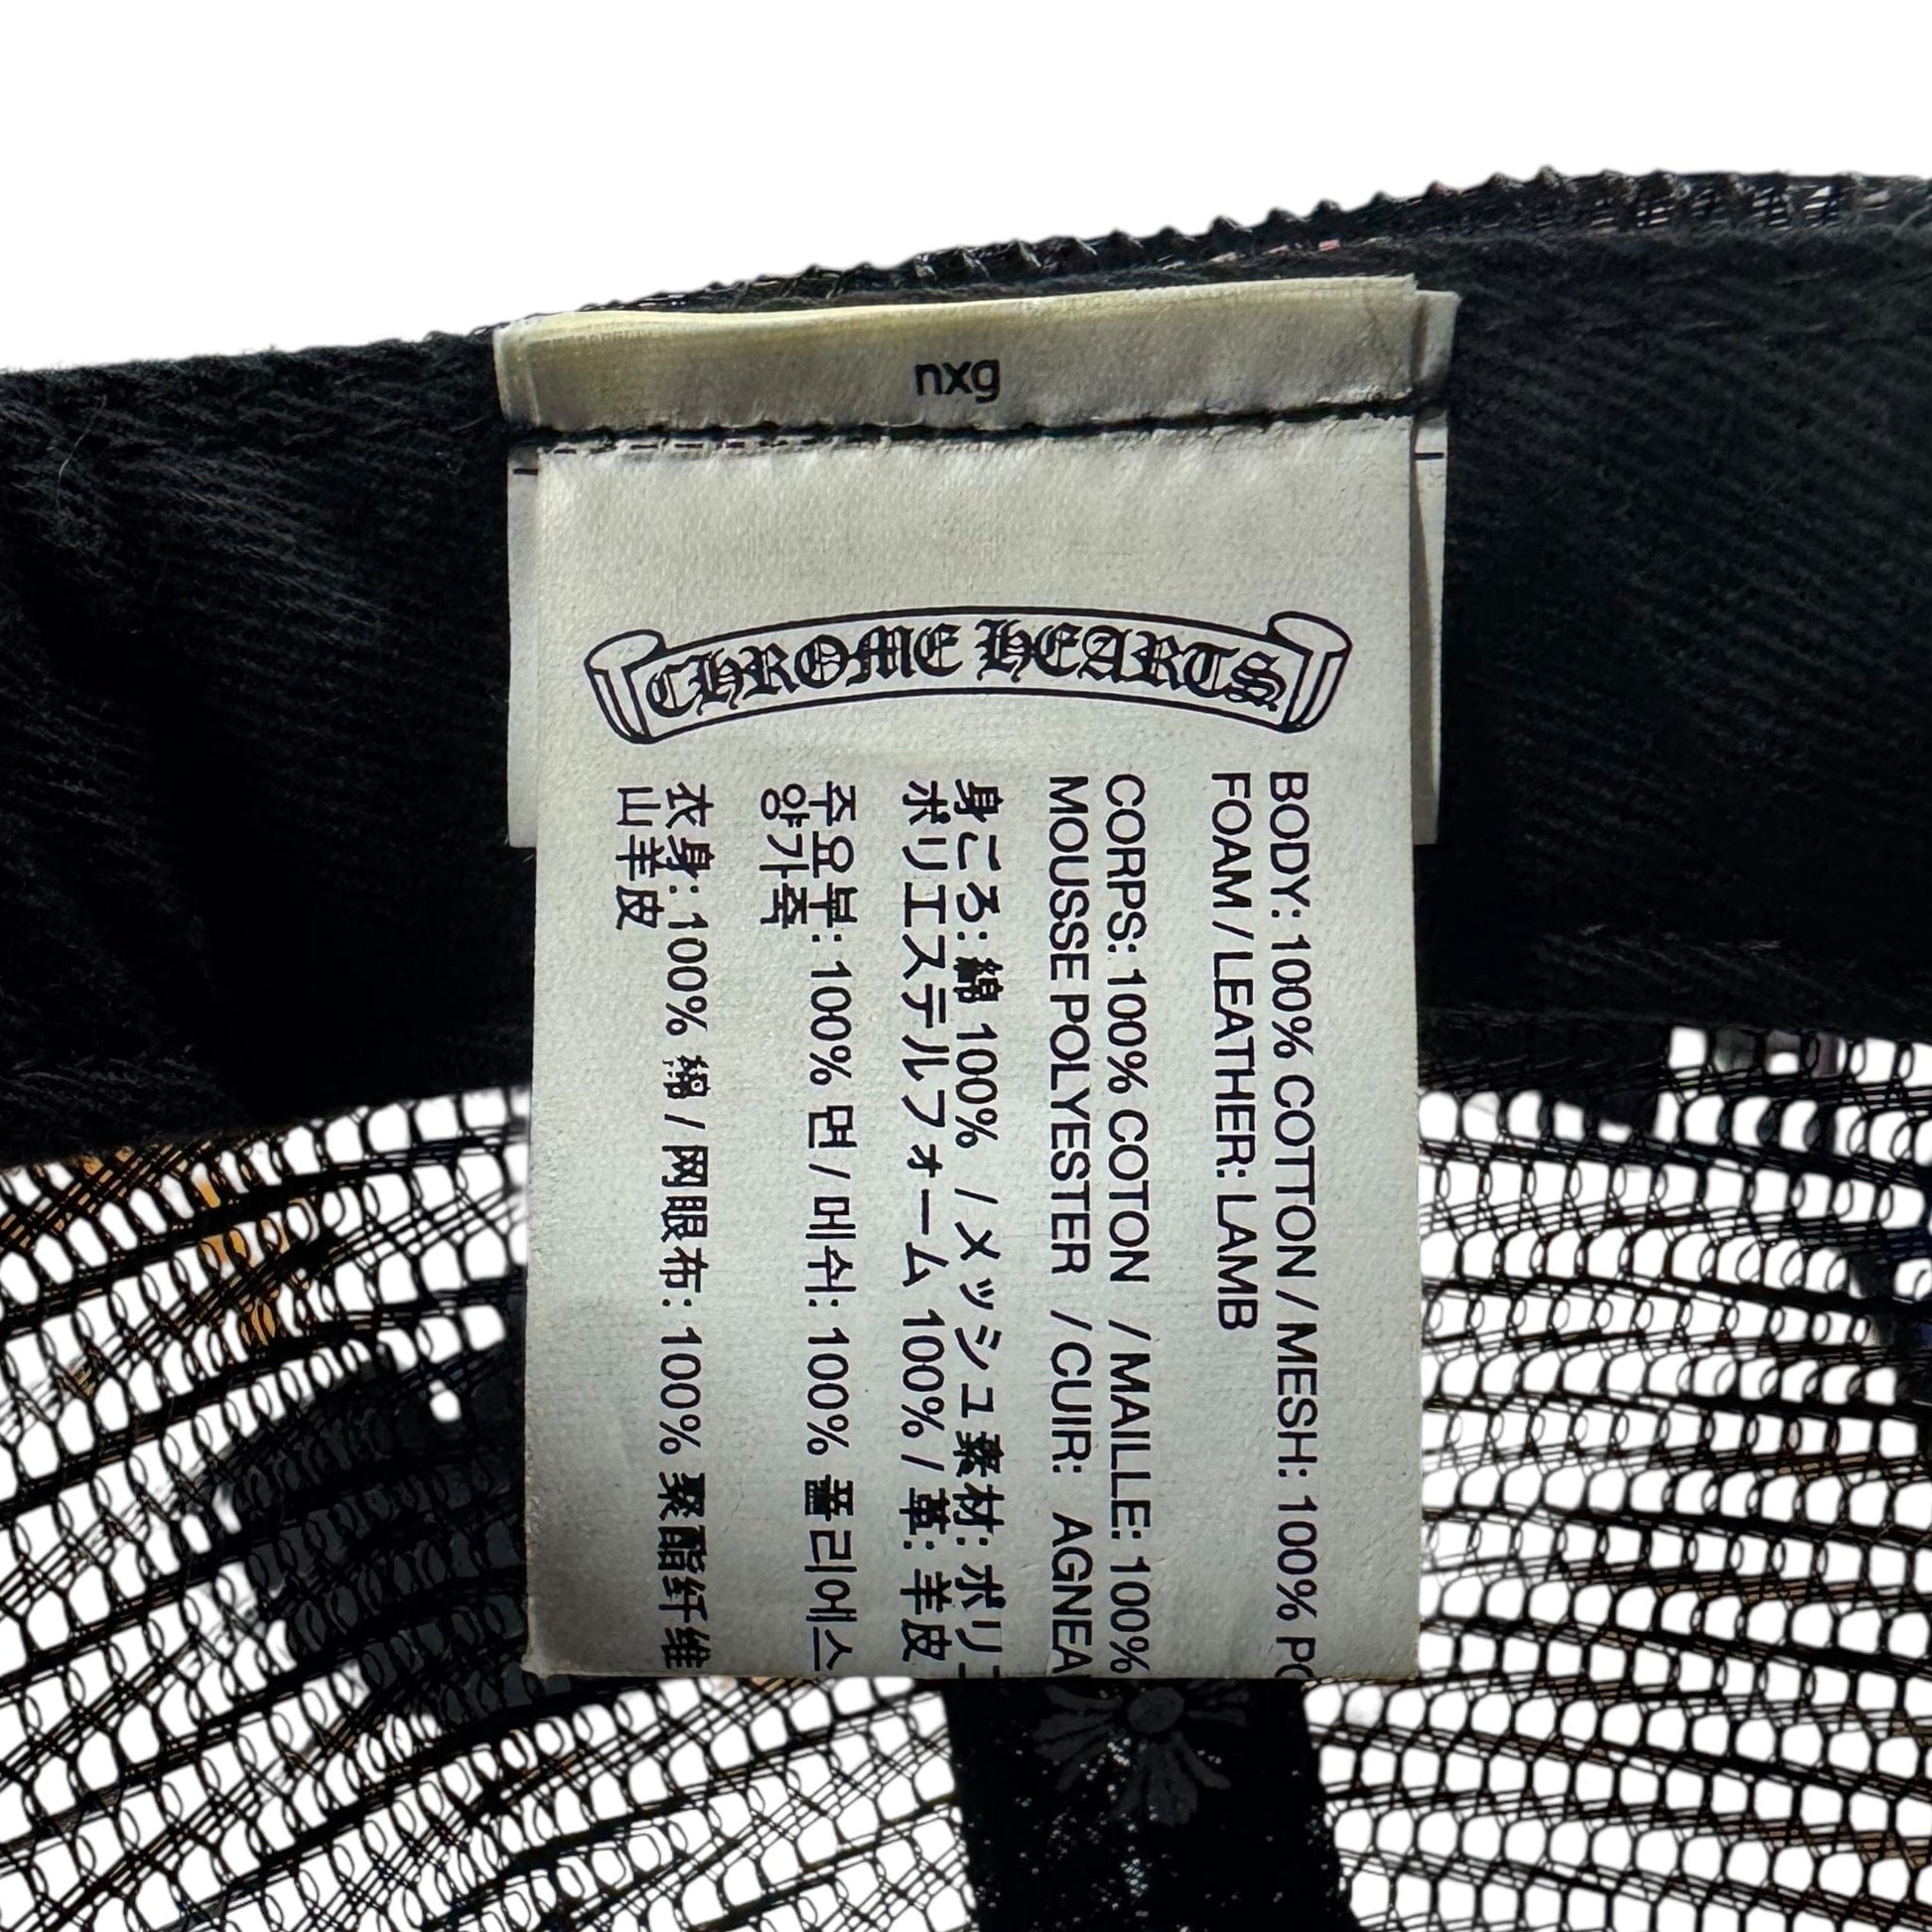 nxg
CHROME HEARTS
BODY: 100% COTTON / MESH: 100% PO
FOAM / LEATHER: LAMB
CORPS: 100% COTON / MAILLE: 100%
MOUSSE POLYESTER / CUIR: AGNEA
身ごろ: 綿 100% / メッシュ素材: ポリエ
ポリエステルフォーム 100% / 革: 羊皮
주요부: 100% 면 / 메쉬: 100% 폴리에스
양가죽
衣身: 100% 綿 / 网眼布: 100% 聚酯纤维
山羊皮